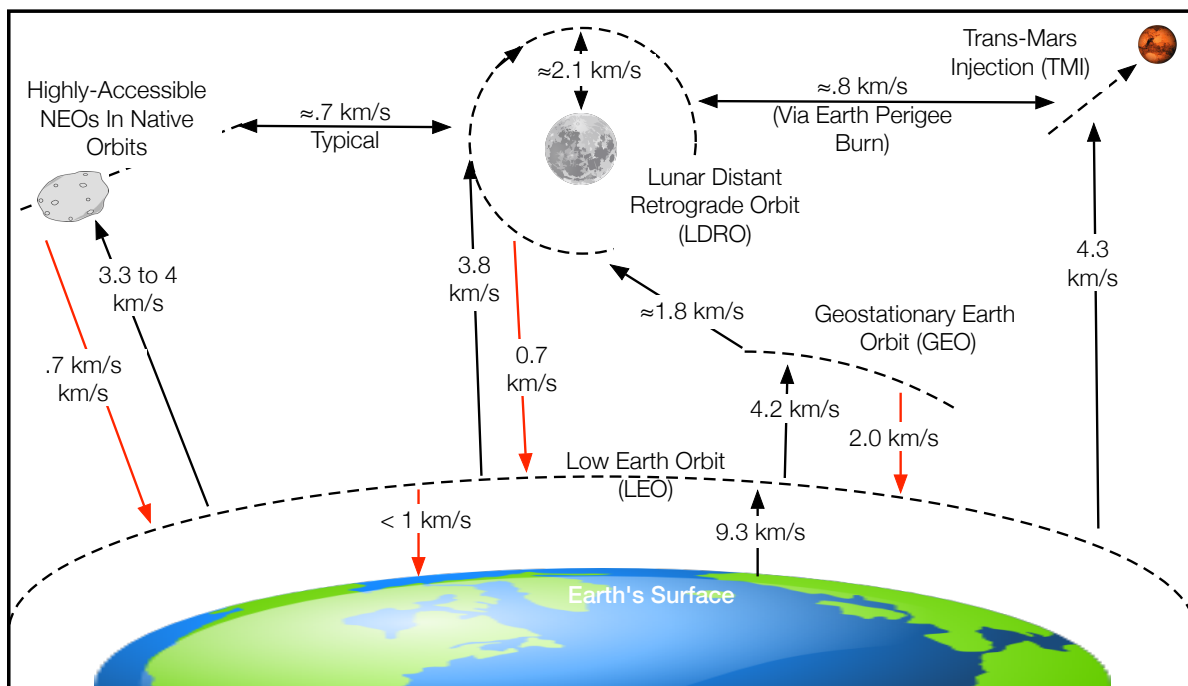 Trans-Mars
Injection (TMI)
Highly-Accessible
NEOs In Native
Orbits
≈.7 km/s
Typical
≈2.1 km/s
≈.8 km/s
(Via Earth Perigee
Burn)
Lunar Distant
Retrograde Orbit
(LDRO)
3.3 to 4
km/s
3.8
km/s
4.3
km/s
≈1.8 km/s
Geostationary Earth
Orbit (GEO)
.7 km/s
km/s
0.7
km/s
4.2 km/s
2.0 km/s
Low Earth Orbit
(LEO)
< 1 km/s
9.3 km/s
Earth's Surface